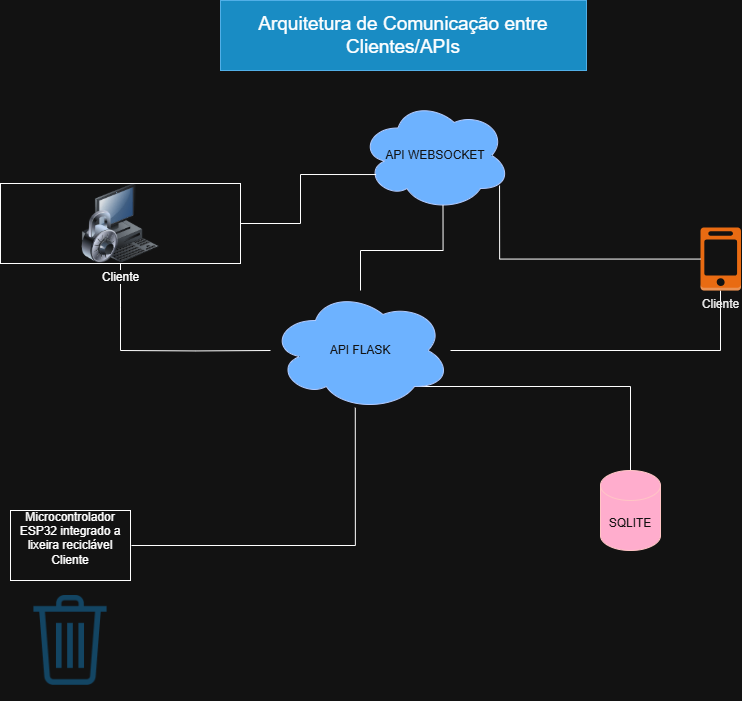 Arquitetura de Comunicação entre
Clientes/APIs
API WEBSOCKET
Cliente
Cliente
API FLASK
Microcontrolador
ESP32 integrado a
lixeira reciclável
Cliente
SQLITE